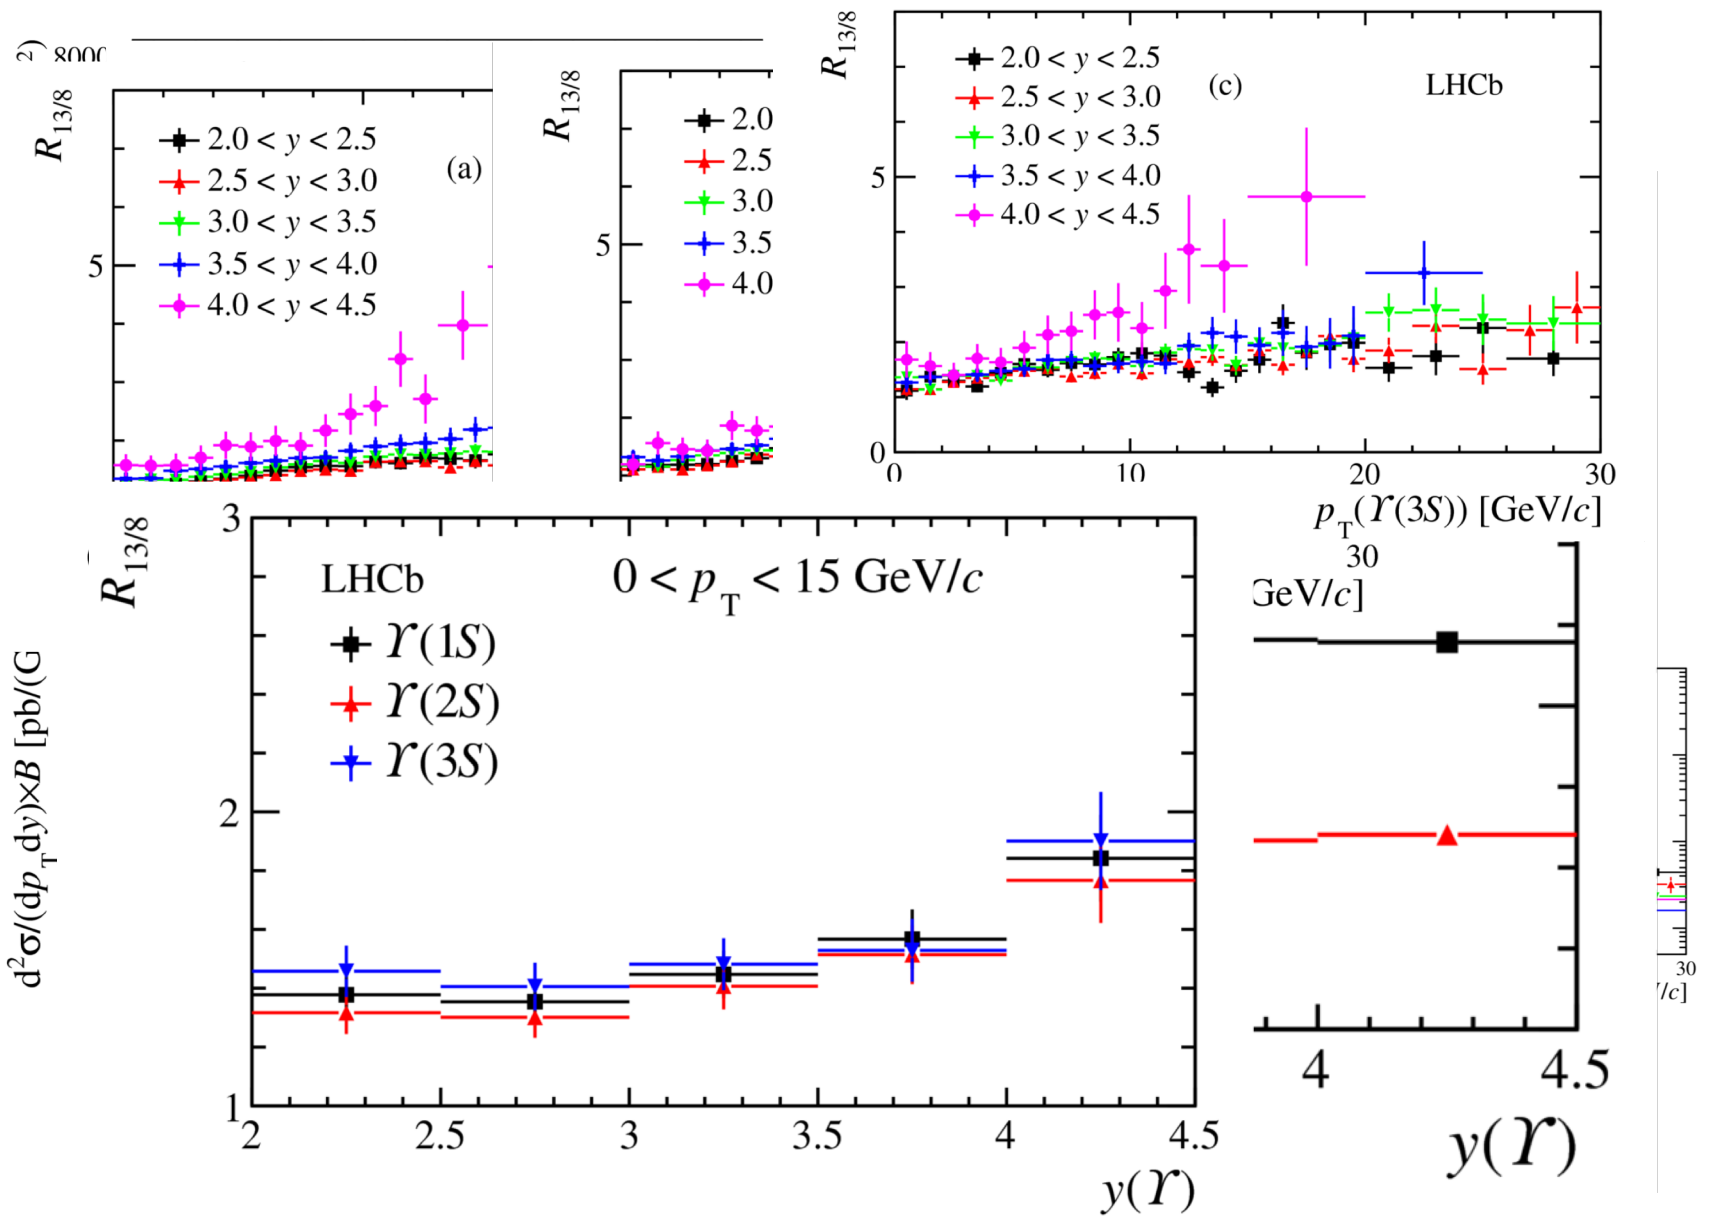 R13/8
2.0 < y < 2.5
2.5 < y < 3.0
3.0 < y < 3.5
3.5 < y < 4.0
4.0 < y < 4.5
(a)
5
R13/8
2.0
2.5
3.0
3.5
4.0
5
R13/8
2.0 < y < 2.5
2.5 < y < 3.0
3.0 < y < 3.5
3.5 < y < 4.0
4.0 < y < 4.5
(c)
LHCb
5
0
0 10 20 30
pT(ϒ(3S)) [GeV/c]
30
GeV/c]
R13/8
3
LHCb
0 < pT < 15 GeV/c
ϒ(1S)
ϒ(2S)
ϒ(3S)
2
1
2 2.5 3 3.5 4 4.5
y(ϒ)
4 4.5
y(ϒ)
d²σ/(dpTdy)×B [pb/(G
30
/c]